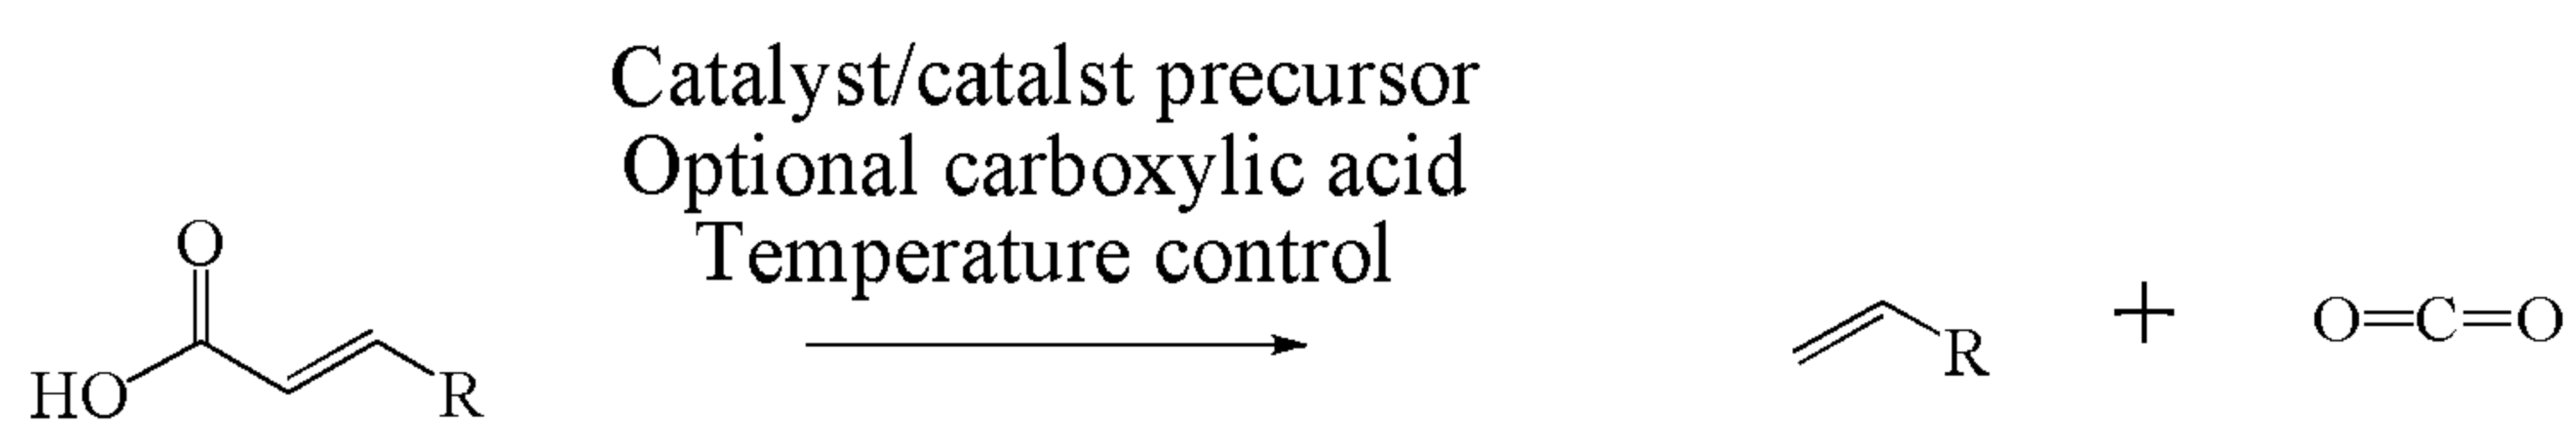 Catalyst/catalst precursor
Optional carboxylic acid
Temperature control
O
HO
R
R
+
O=C=O